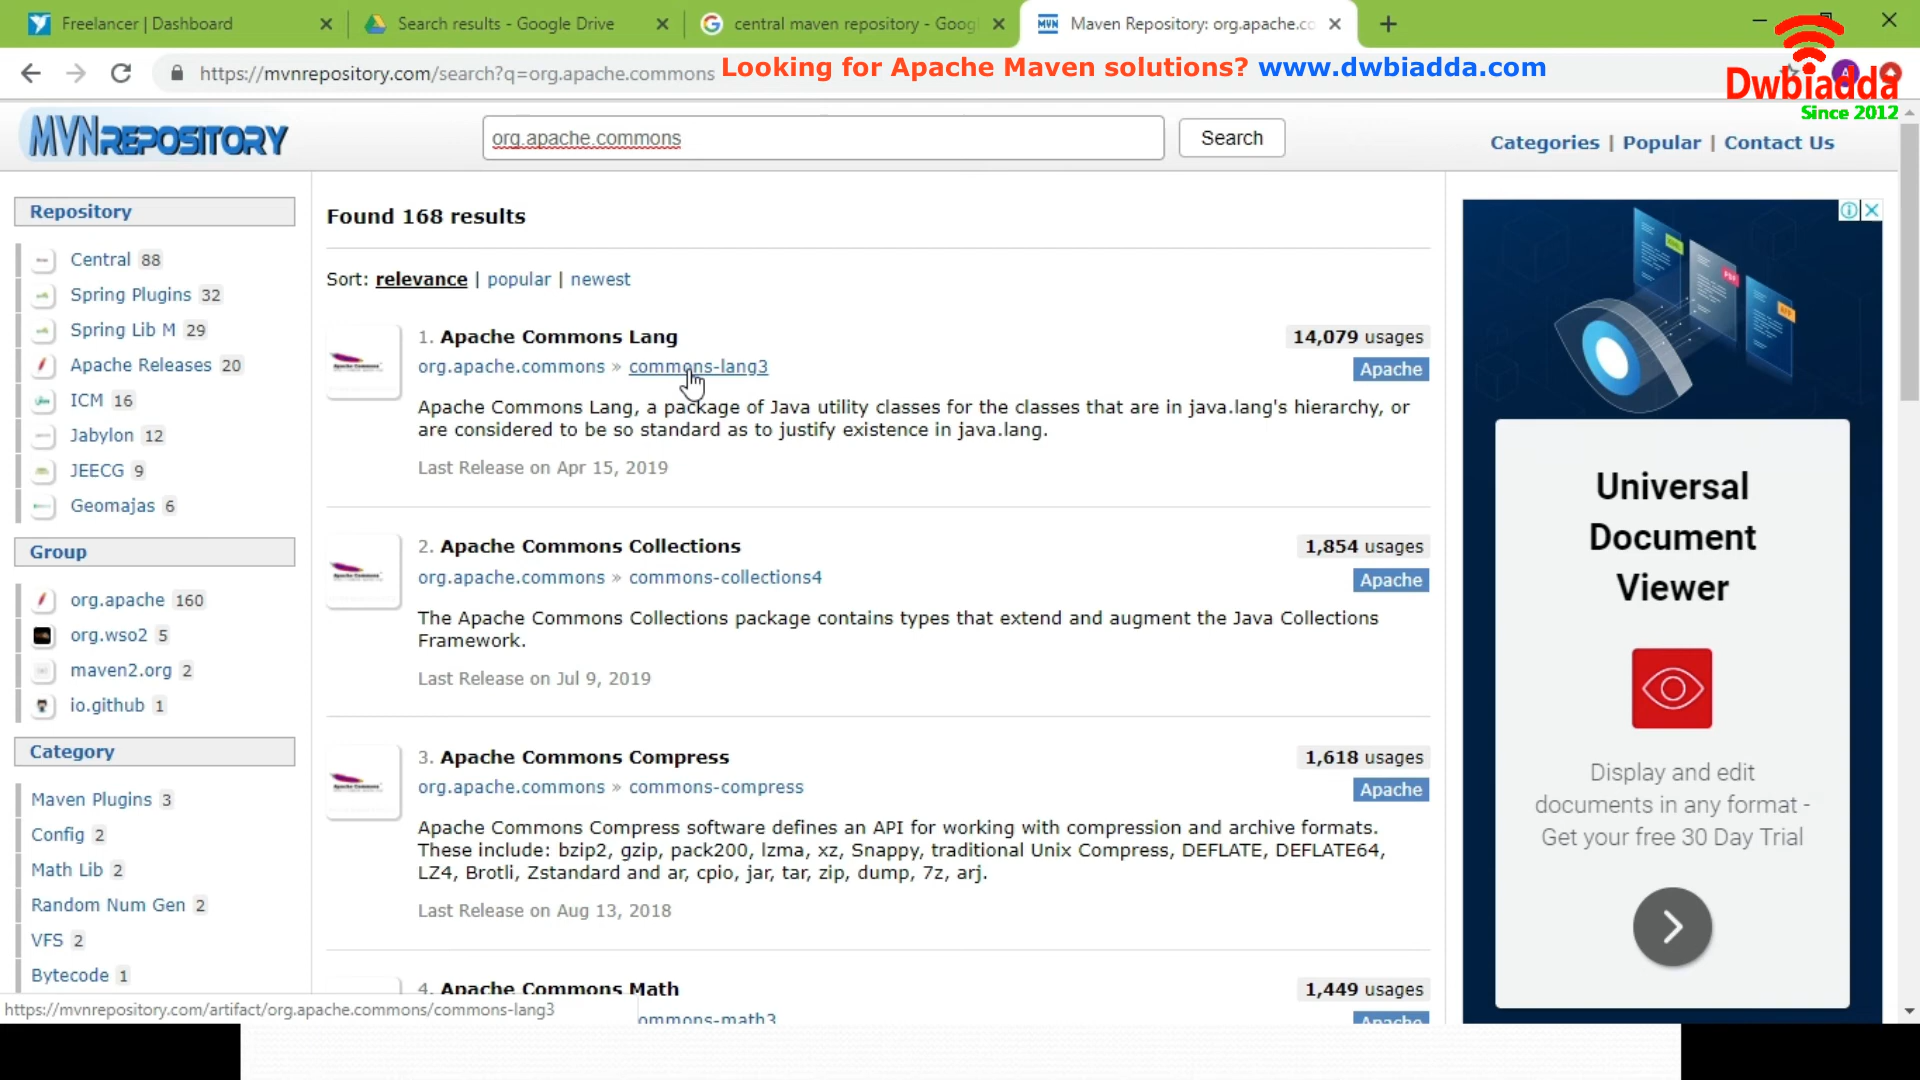 Freelancer | Dashboard
Search results - Google Drive
central maven repository - Goog
Maven Repository: org.apache.co
https://mvnrepository.com/search?q=org.apache.commons
Looking for Apache Maven solutions? www.dwbiadda.com
Dwbiadda
Since 2012
MVNREPOSITORY
org.apache.commons
Search
Categories | Popular | Contact Us
Repository
Central 88
Spring Plugins 32
Spring Lib M 29
Apache Releases 20
ICM 16
Jabylon 12
JEECG 9
Geomajas 6
Group
org.apache 160
org.wso2 5
maven2.org 2
io.github 1
Category
Maven Plugins 3
Config 2
Math Lib 2
Random Num Gen 2
VFS 2
Bytecode 1
Found 168 results
Sort: relevance | popular | newest
1. Apache Commons Lang
14,079 usages
org.apache.commons » commons-lang3
Apache
Apache Commons Lang, a package of Java utility classes for the classes that are in java.lang's hierarchy, or
are considered to be so standard as to justify existence in java.lang.
Last Release on Apr 15, 2019
2. Apache Commons Collections
1,854 usages
org.apache.commons » commons-collections4
Apache
The Apache Commons Collections package contains types that extend and augment the Java Collections
Framework.
Last Release on Jul 9, 2019
3. Apache Commons Compress
1,618 usages
org.apache.commons » commons-compress
Apache
Apache Commons Compress software defines an API for working with compression and archive formats.
These include: bzip2, gzip, pack200, lzma, xz, Snappy, traditional Unix Compress, DEFLATE, DEFLATE64,
LZ4, Brotli, Zstandard and ar, cpio, jar, tar, zip, dump, 7z, arj.
Last Release on Aug 13, 2018
4. Apache Commons Math
1,449 usages
ommons-math3
Apache
Universal
Document
Viewer
Display and edit
documents in any format -
Get your free 30 Day Trial
https://mvnrepository.com/artifact/org.apache.commons/commons-lang3